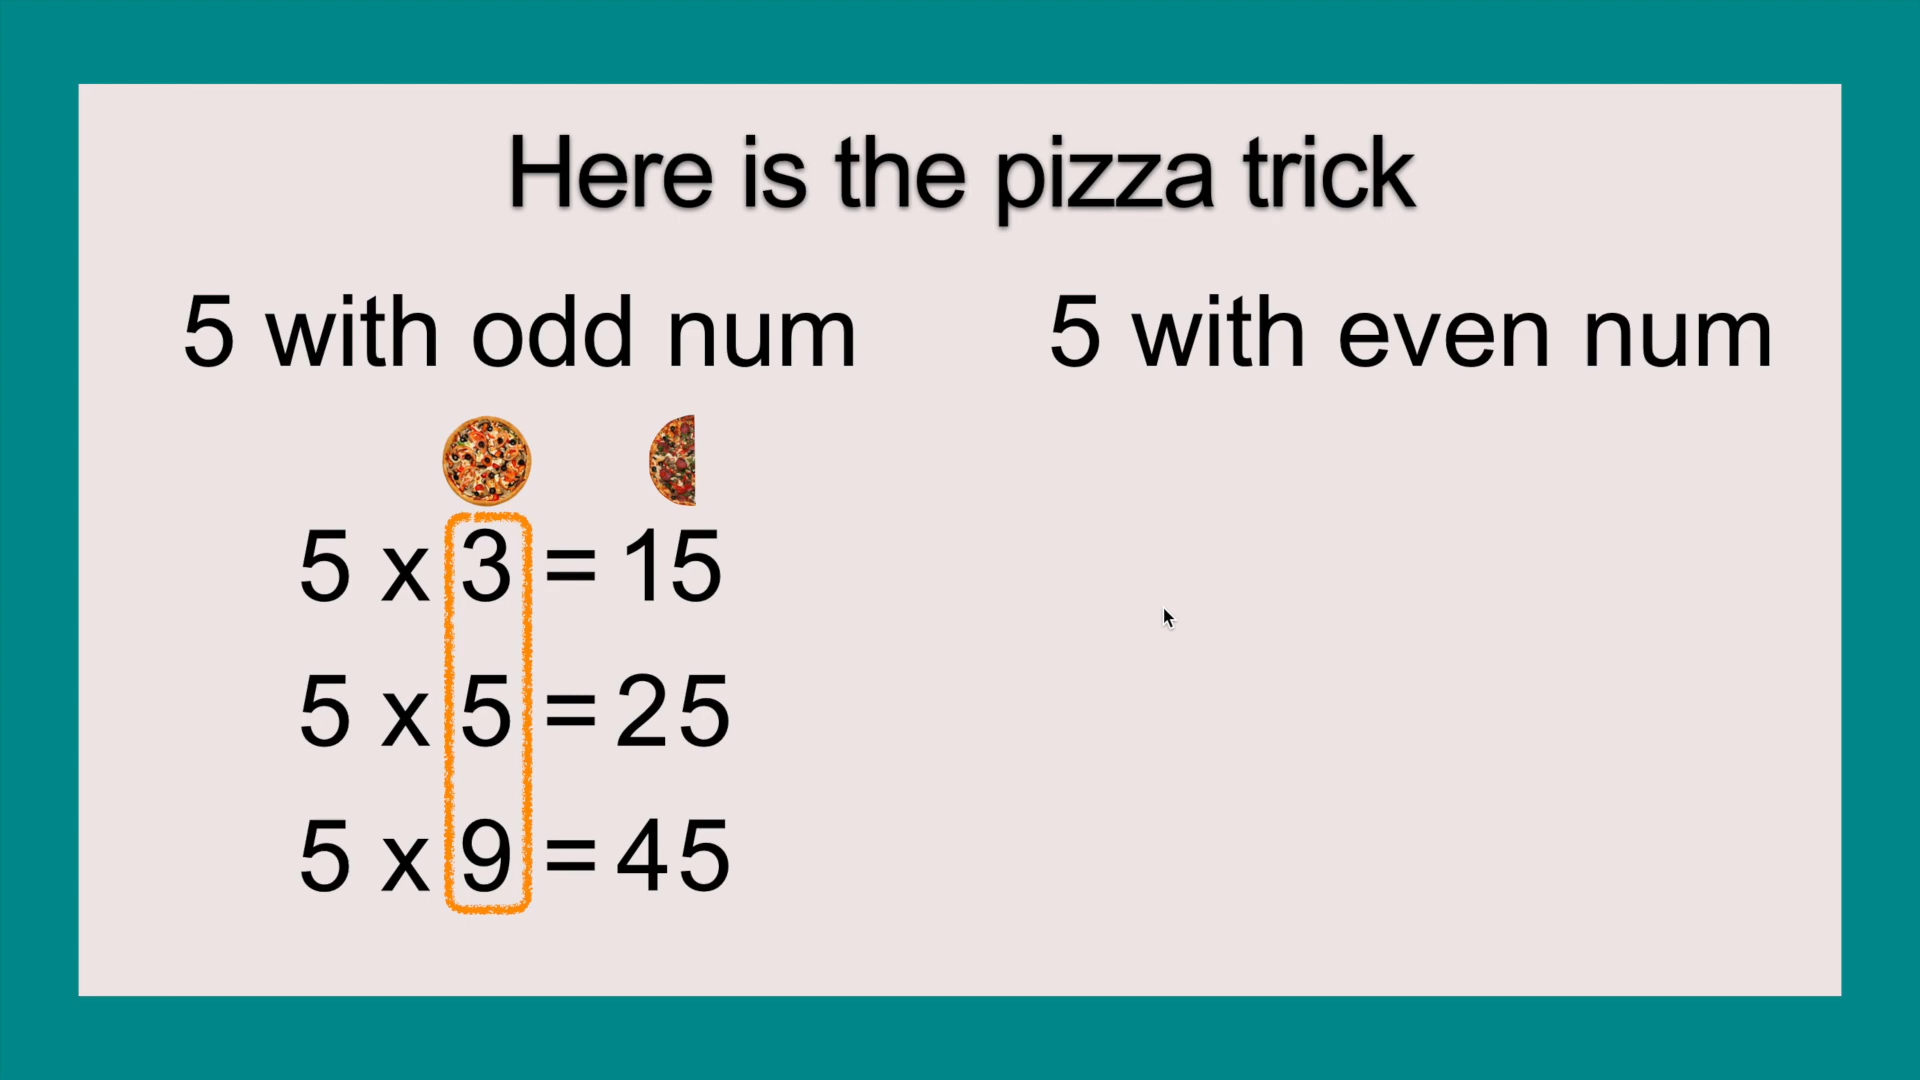 Here is the pizza trick
5 with odd num
5 x 3 = 15
5 x 5 = 25
5 x 9 = 45
5 with even num